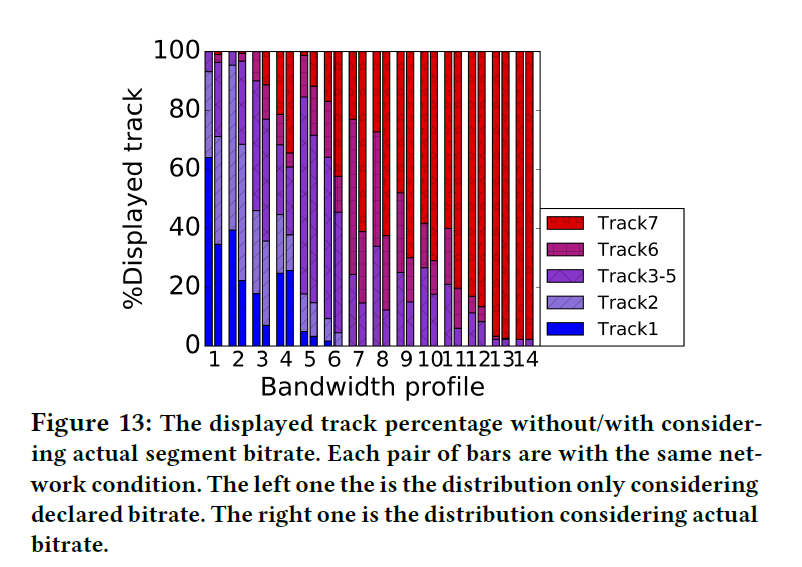 100
80
60
40
20
0
%Displayed track
1 2 3 4 5 6 7 8 9 10 11 12 13 14
Bandwidth profile
Track7
Track6
Track3-5
Track2
Track1
Figure 13: The displayed track percentage without/with consider-
ing actual segment bitrate. Each pair of bars are with the same net-
work condition. The left one the is the distribution only considering
declared bitrate. The right one is the distribution considering actual
bitrate.